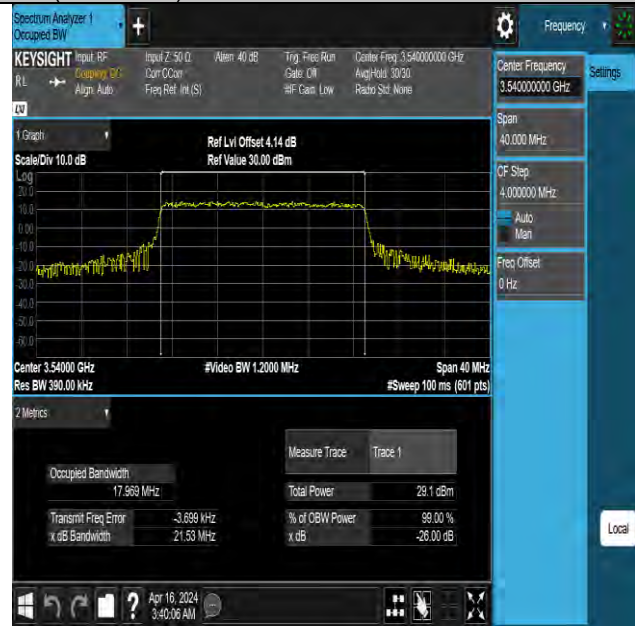 Spectrum Analyzer 1
Occupied BW
Frequency
KEYSIGHT
Input: RF
Input Z: 50 Ω
Atten: 40 dB
Trig: Free Run
Center Freq: 3.540000000 GHz
RL
Coupling: DC
Corr CCorr
Gate: Off
Avg|Hold: 30/30
Align: Auto
Freq Ref: Int (S)
#IF Gain: Low
Radio Std: None
LXI
Center Frequency
3.540000000 GHz
Settings
Span
40.000 MHz
CF Step
4.000000 MHz
Auto
Man
Freq Offset
0 Hz
1 Graph
Ref Lvl Offset 4.14 dB
Scale/Div 10.0 dB
Ref Value 30.00 dBm
Log
20.0
10.0
0.00
-10.0
-20.0
-30.0
-40.0
-50.0
-60.0
Center 3.54000 GHz
#Video BW 1.2000 MHz
Span 40 MHz
Res BW 390.00 kHz
#Sweep 100 ms (601 pts)
2 Metrics
Measure Trace
Trace 1
Occupied Bandwidth
17.969 MHz
Total Power
29.1 dBm
Transmit Freq Error
-3.699 kHz
% of OBW Power
99.00 %
x dB Bandwidth
21.53 MHz
x dB
-26.00 dB
Local
?
Apr 16, 2024
3:40:06 AM